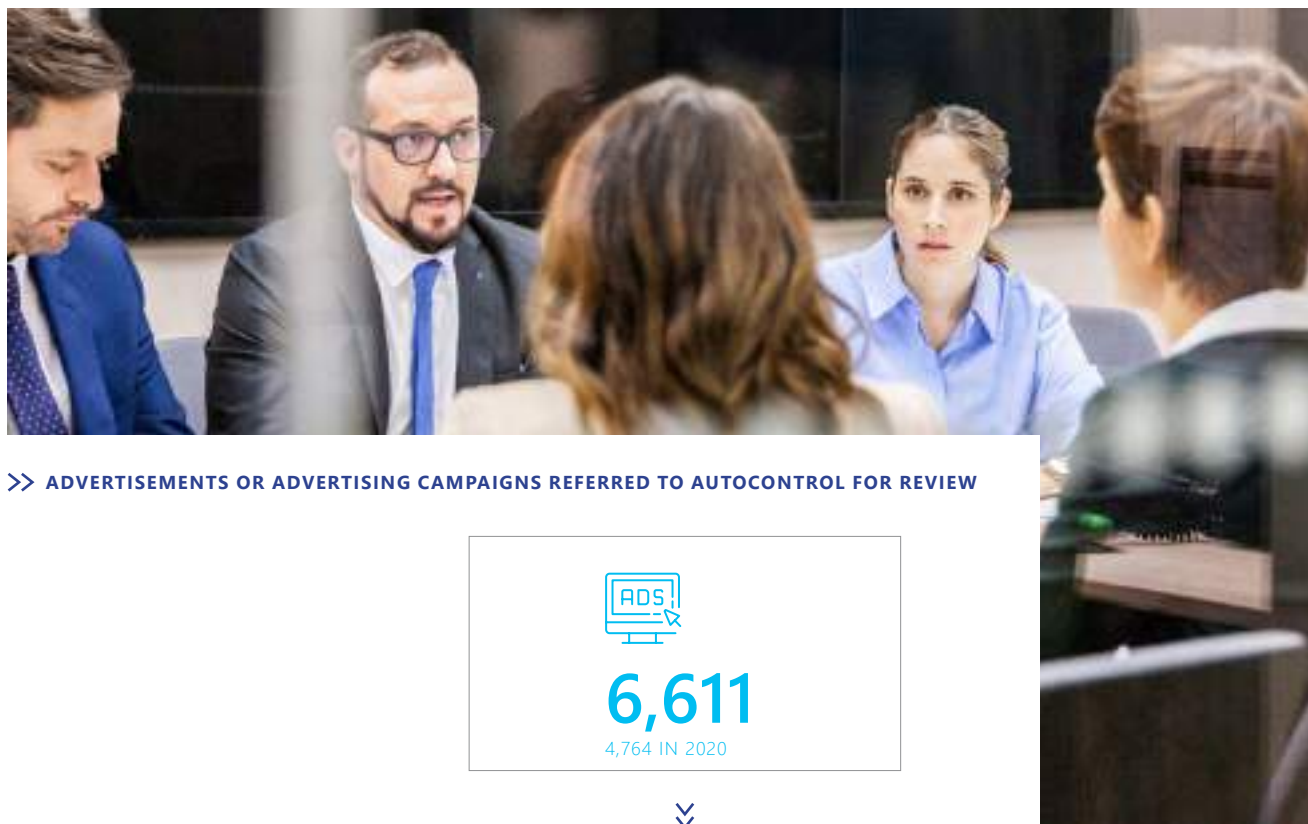 >> ADVERTISEMENTS OR ADVERTISING CAMPAIGNS REFERRED TO AUTOCONTROL FOR REVIEW
ADS
6,611
4,764 IN 2020